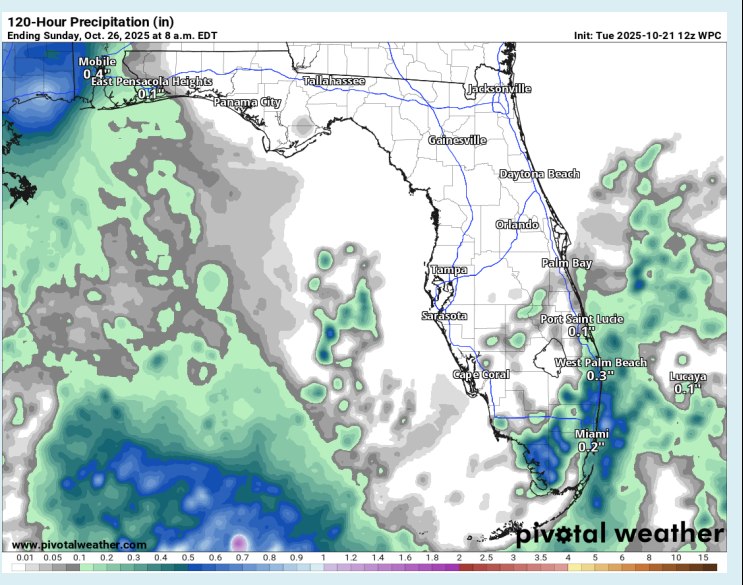 120-Hour Precipitation (in)
Ending Sunday, Oct. 26, 2025 at 8 a.m. EDT
Init: Tue 2025-10-21 12z WPC
Mobile
0.4"
East Pensacola Heights
0.1"
Tallahassee
Panama City
Jacksonville
Gainesville
Daytona Beach
Orlando
Palm Bay
Tampa
Sarasota
Port Saint Lucie
0.1"
West Palm Beach
0.3"
Cape Coral
Lucaya
0.1"
Miami
0.2"
www.pivotalweather.com
pivotal weather
0.01 0.05 0.1 0.2 0.3 0.4 0.5 0.6 0.7 0.8 0.9 1 1.2 1.4 1.6 1.8 2 2.5 3 3.5 4 5 6 8 10 15